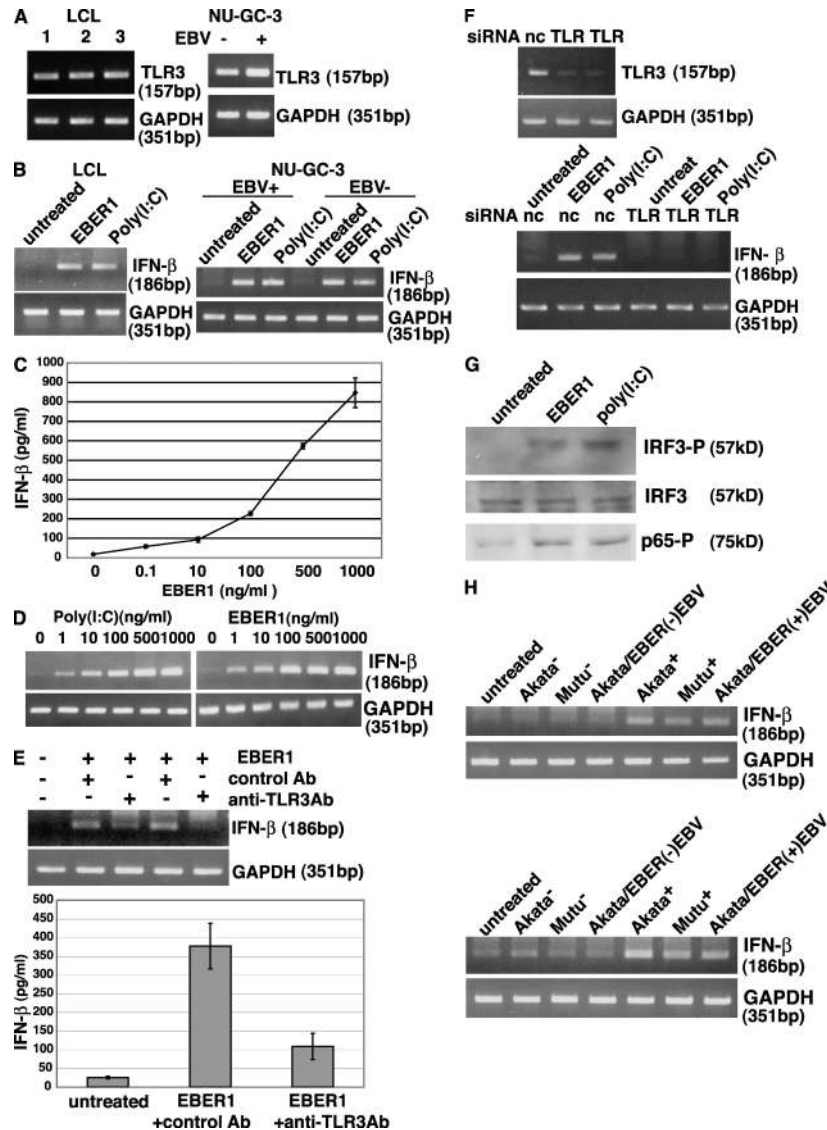 A
LCL
1 2 3
TLR3
(157bp)
GAPDH
(351bp)
NU-GC-3
EBV - +
TLR3 (157bp)
GAPDH (351bp)
B
LCL
untreated
EBER1
Poly(I:C)
IFN-β
(186bp)
GAPDH
(351bp)
NU-GC-3
EBV+ EBV-
untreated
EBER1
Poly(I:C)
untreated
EBER1
Poly(I:C)
IFN-β
(186bp)
GAPDH
(351bp)
C
IFN-β (pg/ml)
1000
900
800
700
600
500
400
300
200
100
0
0 0.1 10 100 500 1000
EBER1 (ng/ml )
D
Poly(I:C)(ng/ml) EBER1(ng/ml)
0 1 10 100 500 1000 0 1 10 100 500 1000
IFN-β
(186bp)
GAPDH
(351bp)
E
- + + + + EBER1
- + - + - control Ab
- - + - + anti-TLR3Ab
IFN-β (186bp)
GAPDH (351bp)
IFN-β (pg/ml)
500
450
400
350
300
250
200
150
100
50
0
untreated
EBER1
+control Ab
EBER1
+anti-TLR3Ab
F
siRNA nc TLR TLR
TLR3 (157bp)
GAPDH (351bp)
untreated
EBER1
Poly(I:C)
untreat
EBER1
Poly(I:C)
siRNA nc nc nc TLR TLR TLR
IFN- β
(186bp)
GAPDH
(351bp)
G
untreated
EBER1
poly(I:C)
IRF3-P (57kD)
IRF3 (57kD)
p65-P (75kD)
H
untreated
Akata-
Mutu-
Akata/EBER(-)EBV
Akata+
Mutu+
Akata/EBER(+)EBV
IFN-β
(186bp)
GAPDH
(351bp)
untreated
Akata-
Mutu-
Akata/EBER(-)EBV
Akata+
Mutu+
Akata/EBER(+)EBV
IFN-β
(186bp)
GAPDH
(351bp)